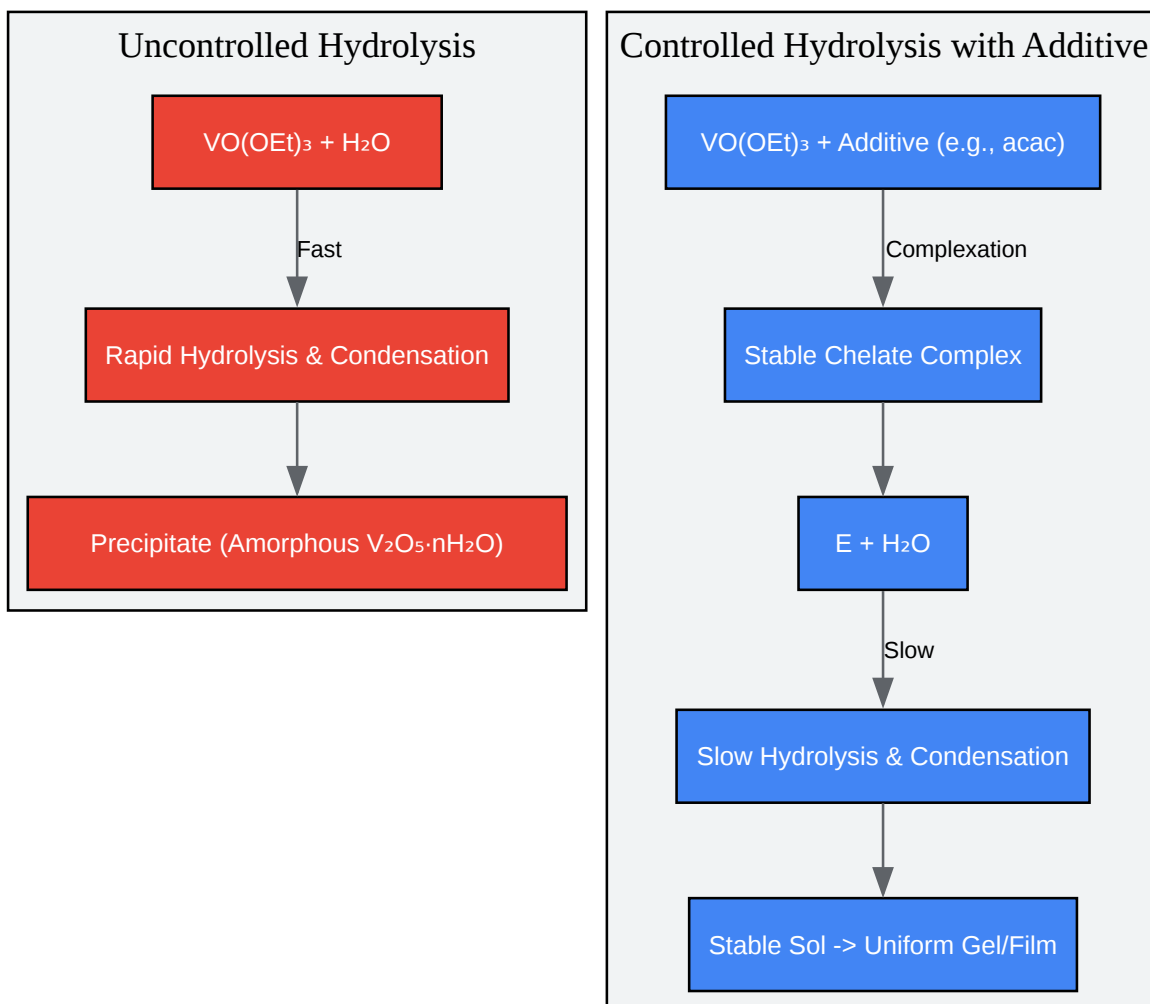 Uncontrolled Hydrolysis
VO(OEt)₃ + H₂O
Fast
Rapid Hydrolysis & Condensation
Precipitate (Amorphous V₂O₅·nH₂O)
Controlled Hydrolysis with Additive
VO(OEt)₃ + Additive (e.g., acac)
Complexation
Stable Chelate Complex
E + H₂O
Slow
Slow Hydrolysis & Condensation
Stable Sol -> Uniform Gel/Film